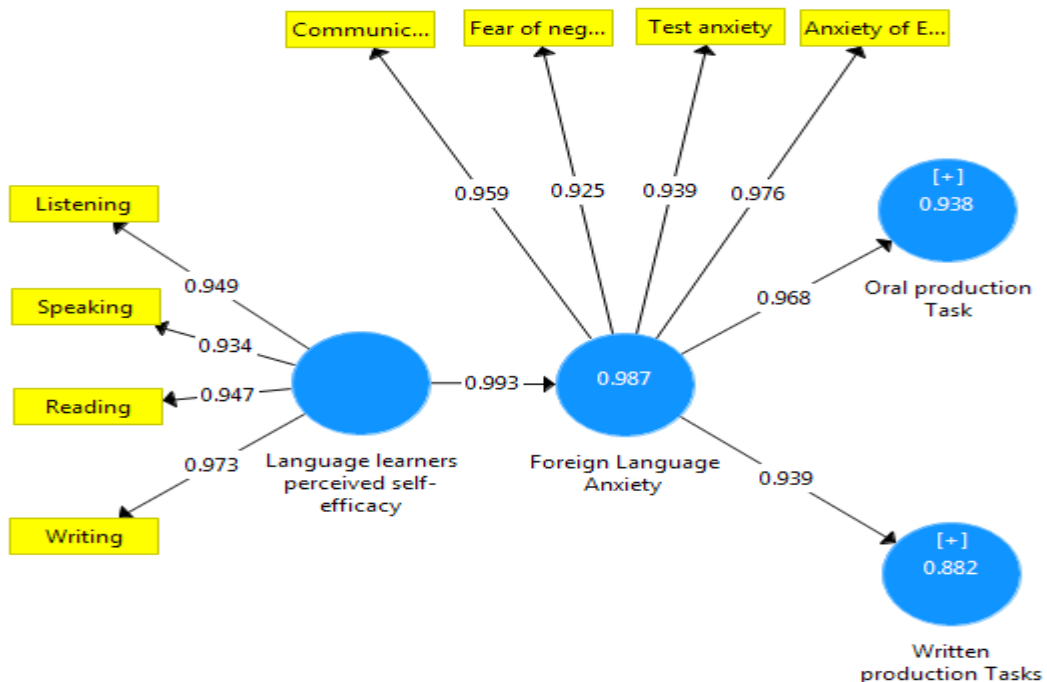 Communic...
Fear of neg...
Test anxiety
Anxiety of E...
0.959
0.925
0.939
0.976
[+]
0.938
Oral production
Task
Listening
Speaking
Reading
Writing
0.949
0.934
0.947
0.973
Language learners
perceived self-
efficacy
0.993
0.987
Foreign Language
Anxiety
0.968
0.939
[+]
0.882
Written
production Tasks